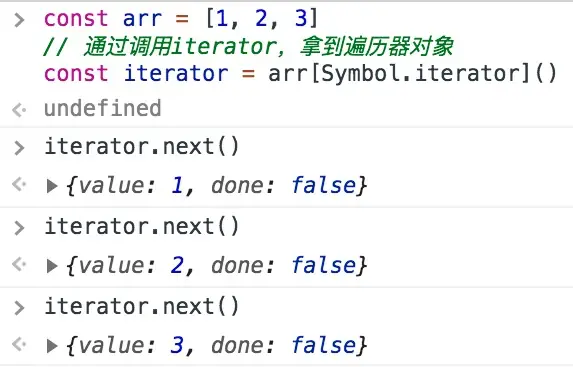 > const arr = [1, 2, 3]
// 通过调用iterator，拿到遍历器对象
const iterator = arr[Symbol.iterator]()
undefined
> iterator.next()
▶{value: 1, done: false}
> iterator.next()
▶{value: 2, done: false}
> iterator.next()
▶{value: 3, done: false}